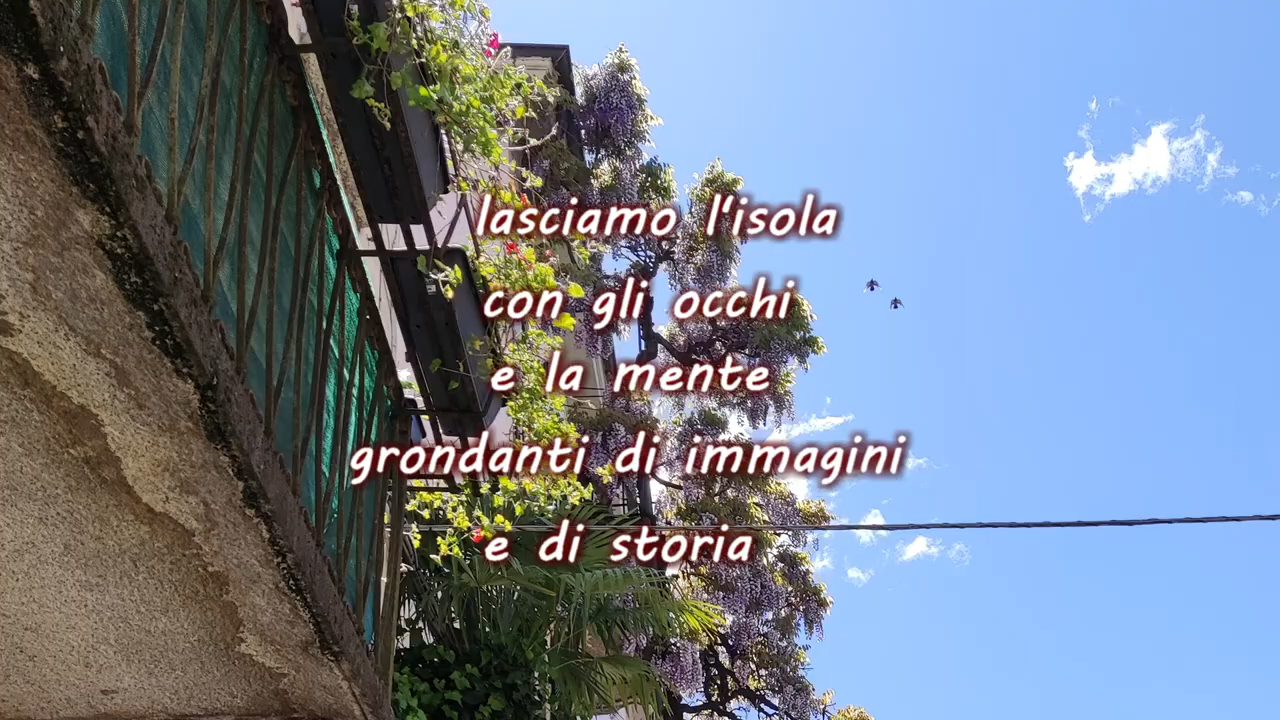 lasciamo l'isola
con gli occhi
e la mente
grondanti di immagini
e di storia